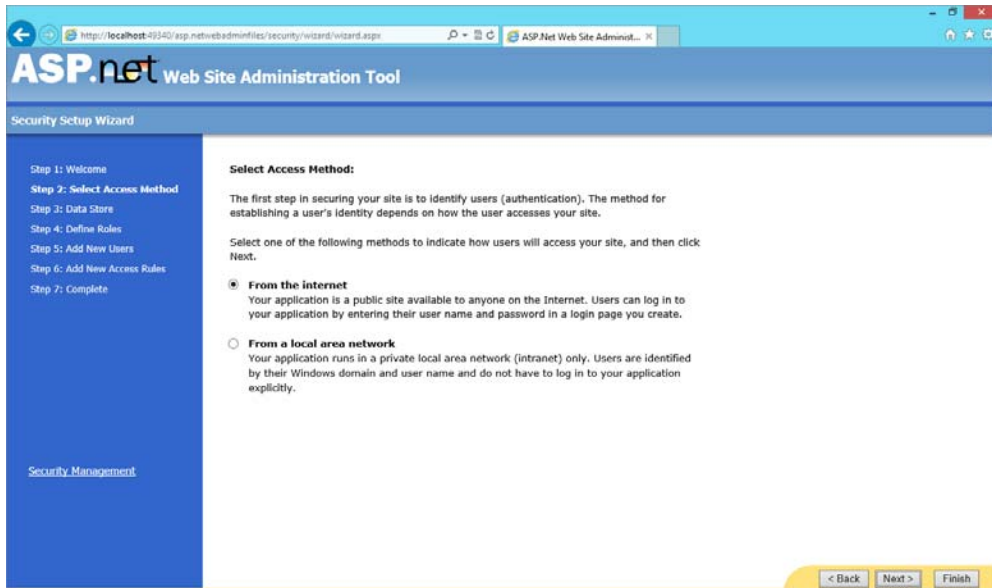 http://localhost:49340/asp.netwebadminfiles/security/wizard/wizard.aspx
ASP.Net Web Site Administ...
ASP.net Web Site Administration Tool
Security Setup Wizard
Step 1: Welcome
Step 2: Select Access Method
Step 3: Data Store
Step 4: Define Roles
Step 5: Add New Users
Step 6: Add New Access Rules
Step 7: Complete
Security Management
Select Access Method:
The first step in securing your site is to identify users (authentication). The method for
establishing a user's identity depends on how the user accesses your site.
Select one of the following methods to indicate how users will access your site, and then click
Next.
From the internet
Your application is a public site available to anyone on the Internet. Users can log in to
your application by entering their user name and password in a login page you create.
From a local area network
Your application runs in a private local area network (intranet) only. Users are identified
by their Windows domain and user name and do not have to log in to your application
explicitly.
< Back
Next >
Finish